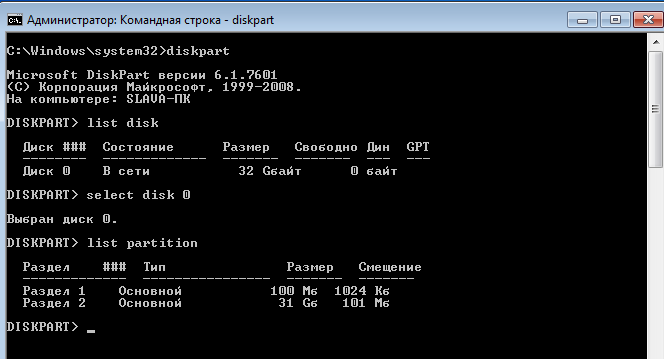 Администратор: Командная строка - diskpart
C:\Windows\system32>diskpart
Microsoft DiskPart версии 6.1.7601
(C) Корпорация Майкрософт, 1999-2008.
На компьютере: SLAVA-ПК
DISKPART> list disk
Диск ### Состояние Размер Свободно Дин GPT
-------- ------------- ------- ------- --- ---
Диск 0 В сети 32 Gбайт 0 байт
DISKPART> select disk 0
Выбран диск 0.
DISKPART> list partition
Раздел ### Тип Размер Смещение
------------- ---------------- ------- -------
Раздел 1 Основной 100 Mб 1024 Kб
Раздел 2 Основной 31 Gб 101 Mб
DISKPART> _